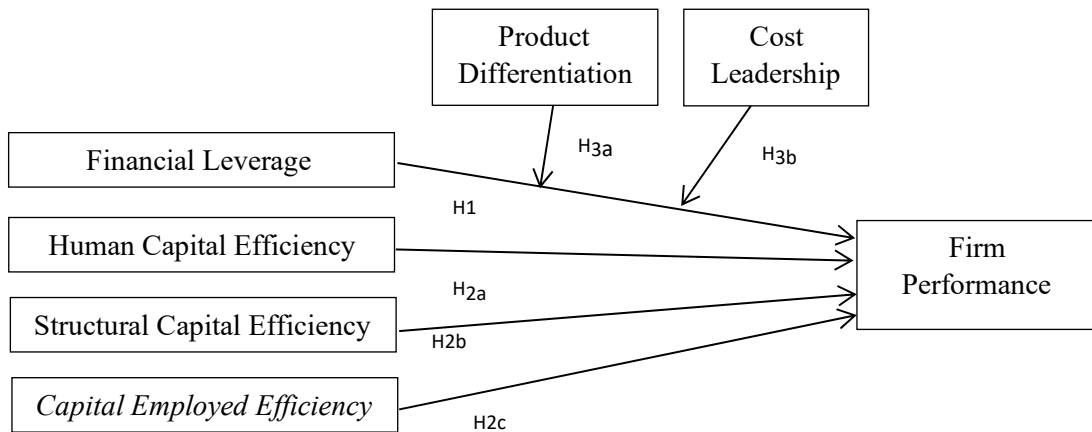 Product
Differentiation
Cost
Leadership
H3a
H3b
Financial Leverage
H1
Human Capital Efficiency
Firm
Performance
H2a
Structural Capital Efficiency
H2b
Capital Employed Efficiency
H2c